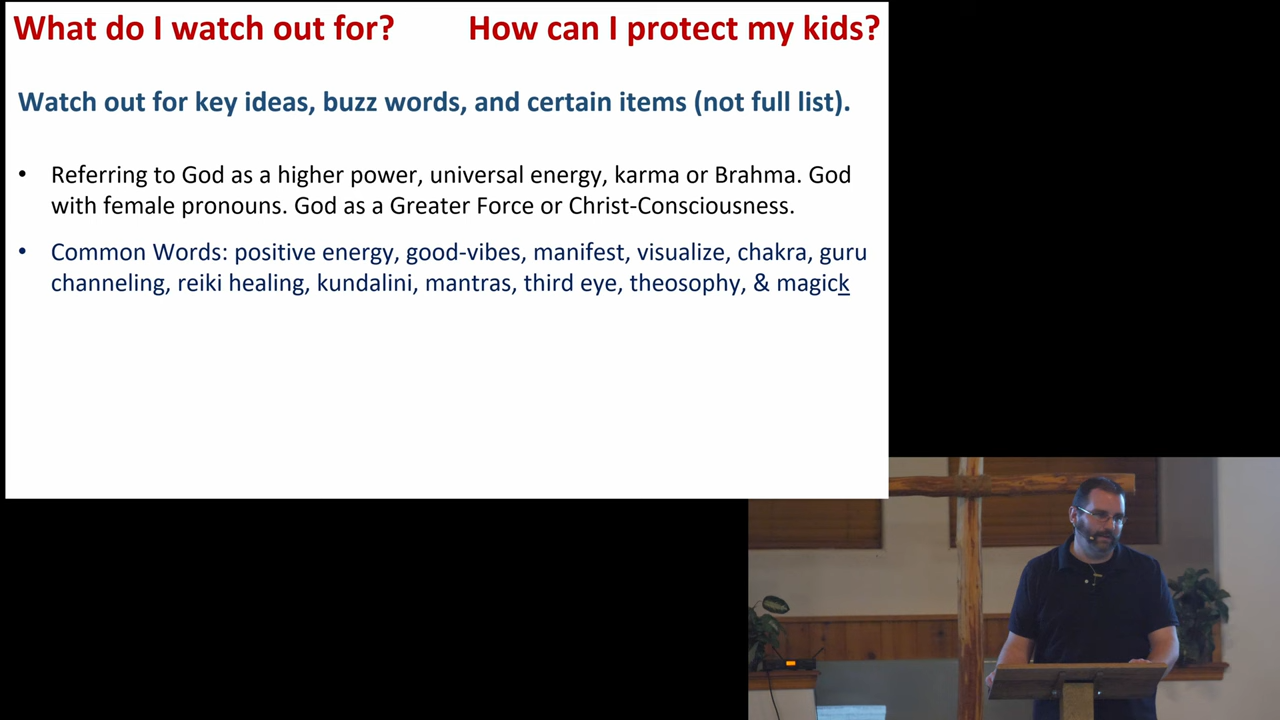 What do I watch out for? How can I protect my kids?
Watch out for key ideas, buzz words, and certain items (not full list).
• Referring to God as a higher power, universal energy, karma or Brahma. God
with female pronouns. God as a Greater Force or Christ-Consciousness.
• Common Words: positive energy, good-vibes, manifest, visualize, chakra, guru
channeling, reiki healing, kundalini, mantras, third eye, theosophy, & magick